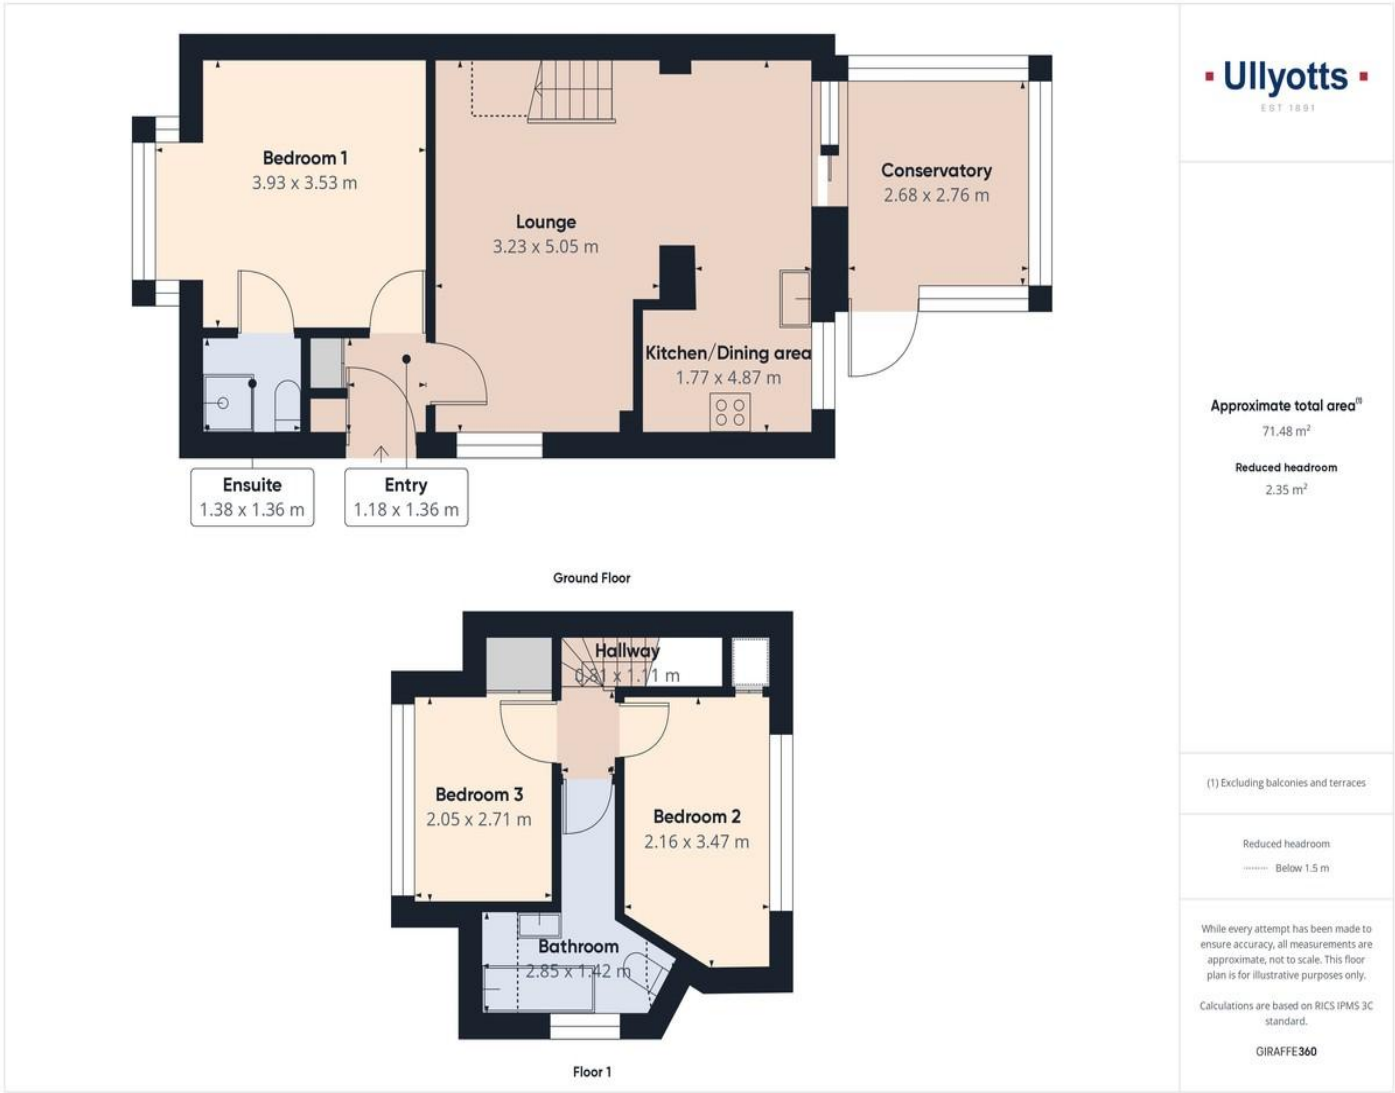 Ullyotts
EST 1891
Bedroom 1
3.93 x 3.53 m
Lounge
3.23 x 5.05 m
Conservatory
2.68 x 2.76 m
Kitchen/Dining area
1.77 x 4.87 m
Ensuite
1.38 x 1.36 m
Entry
1.18 x 1.36 m
Ground Floor
Hallway
0.81 x 1.11 m
Bedroom 3
2.05 x 2.71 m
Bedroom 2
2.16 x 3.47 m
Bathroom
2.85 x 1.42 m
Floor 1
Approximate total area(1)
71.48 m²
Reduced headroom
2.35 m²
(1) Excluding balconies and terraces
Reduced headroom
Below 1.5 m
While every attempt has been made to
ensure accuracy, all measurements are
approximate, not to scale. This floor
plan is for illustrative purposes only.
Calculations are based on RICS IPMS 3C
standard.
GIRAFFE360